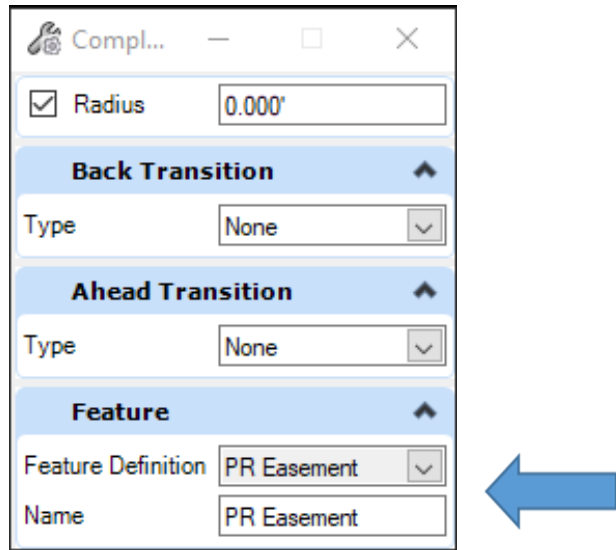 Compl...
Radius 0.000'
Back Transition
Type None
Ahead Transition
Type None
Feature
Feature Definition PR Easement
Name PR Easement